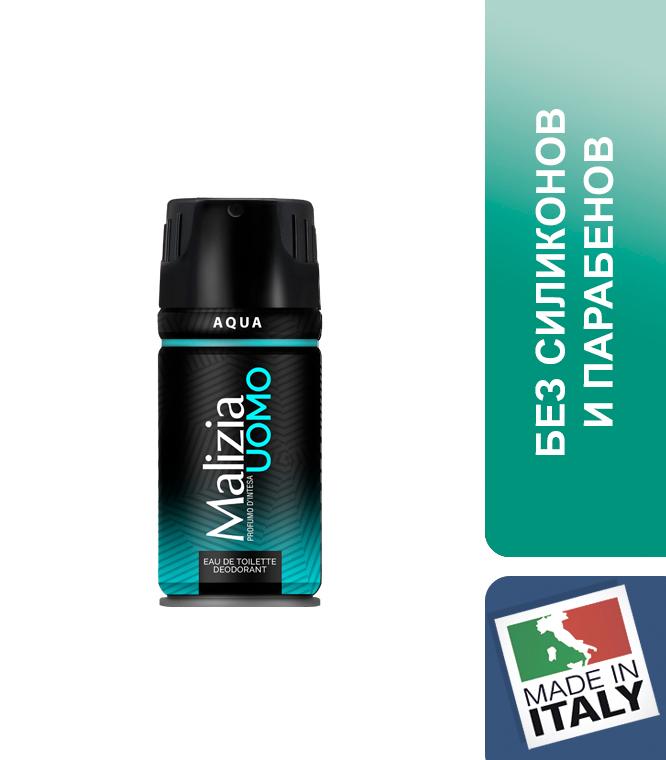 AQUA
Malizia
UOMO
PROFUMO D'INTESA
EAU DE TOILETTE
DEODORANT
БЕЗ СИЛИКОНОВ
И ПАРАБЕНОВ
MADE IN
ITALY